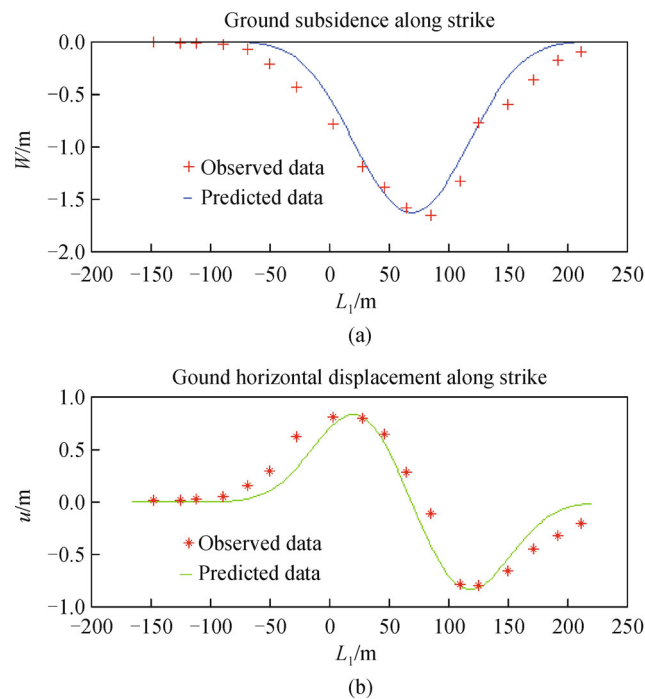 Ground subsidence along strike
0.0
−0.5
−1.0
−1.5
−2.0
W/m
Observed data
Predicted data
−200 −150 −100 −50 0 50 100 150 200 250
L1/m
(a)
Gound horizontal displacement along strike
1.0
0.5
0.0
−0.5
−1.0
u/m
Observed data
Predicted data
−200 −150 −100 −50 0 50 100 150 200 250
L1/m
(b)